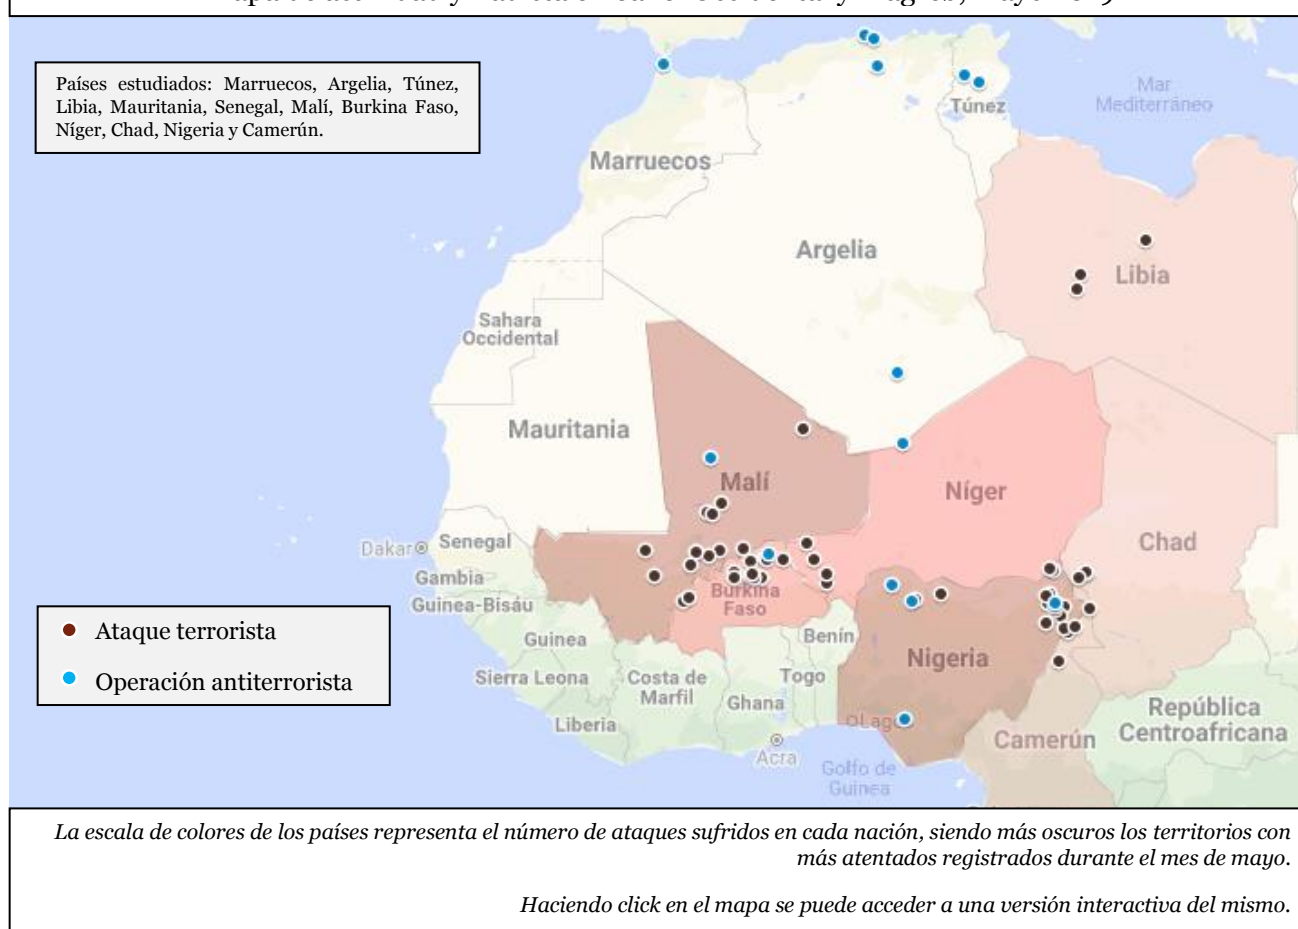 Países estudiados: Marruecos, Argelia, Túnez,
Libia, Mauritania, Senegal, Malí, Burkina Faso,
Níger, Chad, Nigeria y Camerún.
Mar
Mediterráneo
Túnez
Marruecos
Argelia
Libia
Sahara
Occidental
Mauritania
Malí
Níger
Chad
Dakar
Senegal
Gambia
Guinea-Bisáu
Burkina
Faso
Guinea
Benín
Nigeria
Sierra Leona
Costa de
Marfil
Togo
Ghana
Liberia
Lagos
República
Centroafricana
Camerún
Acra
Golfo de
Guinea
Ataque terrorista
Operación antiterrorista
La escala de colores de los países representa el número de ataques sufridos en cada nación, siendo más oscuros los territorios con
más atentados registrados durante el mes de mayo.
Haciendo click en el mapa se puede acceder a una versión interactiva del mismo.